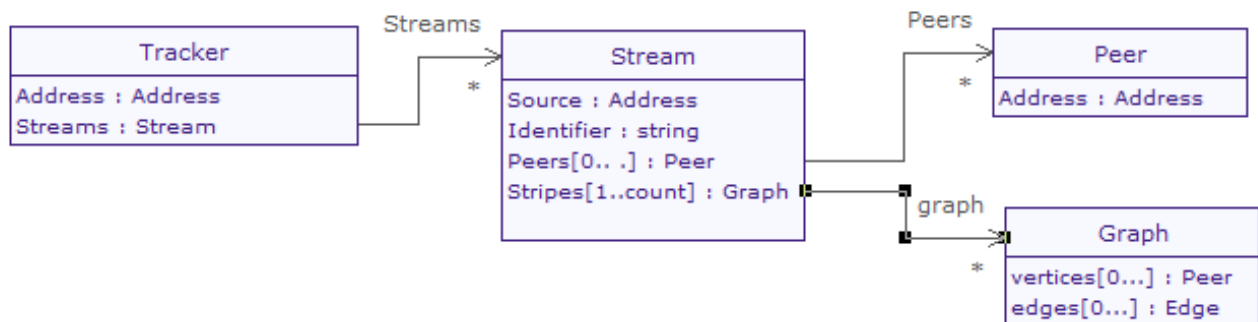 Streams
*
Tracker
Address : Address
Streams : Stream
Stream
Source : Address
Identifier : string
Peers[0.. .] : Peer
Stripes[1..count] : Graph
Peers
*
Peer
Address : Address
graph
*
Graph
vertices[0...] : Peer
edges[0...] : Edge